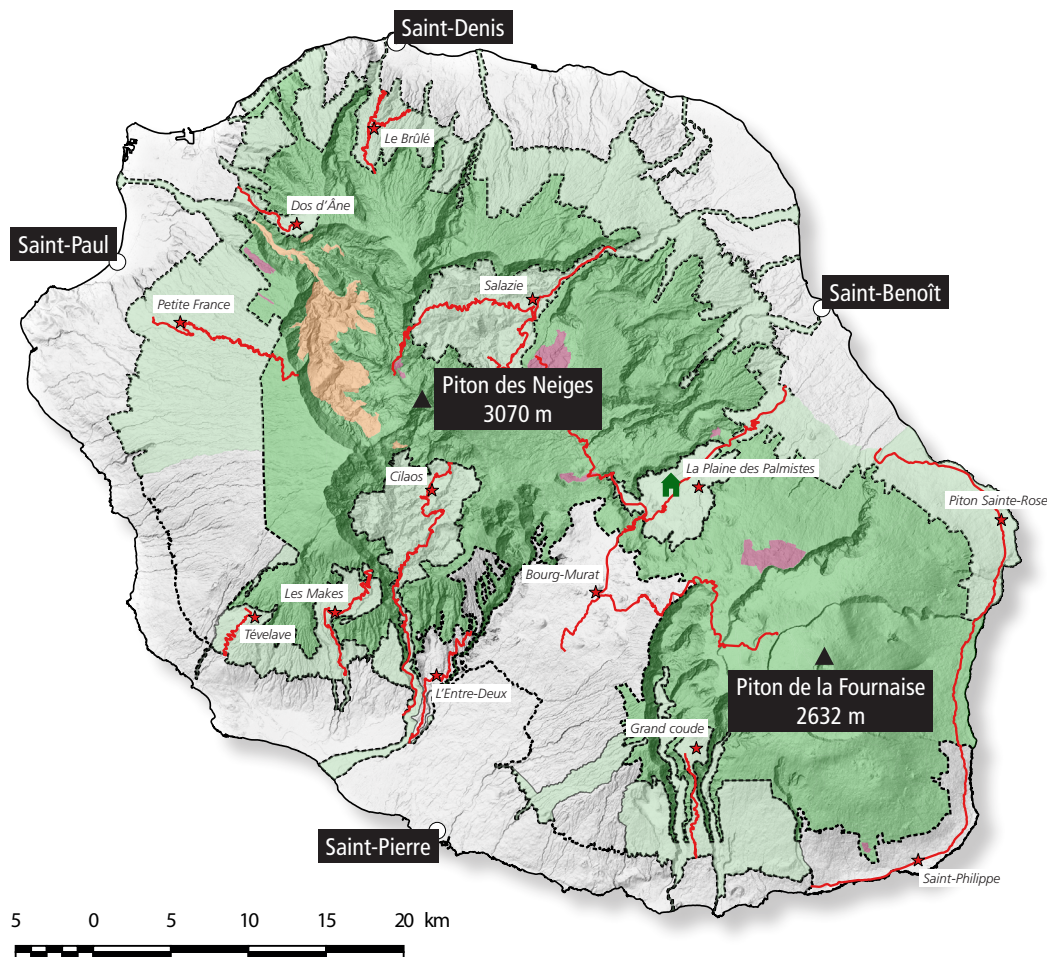 Saint-Denis
Le Brûlé
Dos d’Âne
Saint-Paul
Salazie
Petite France
Saint-Benoît
Piton des Neiges
3070 m
La Plaine des Palmistes
Cilaos
Piton Sainte-Rose
Bourg-Murat
Les Makes
Tévelave
L’Entre-Deux
Piton de la Fournaise
2632 m
Grand coude
Saint-Pierre
Saint-Philippe
5 0 5 10 15 20 km